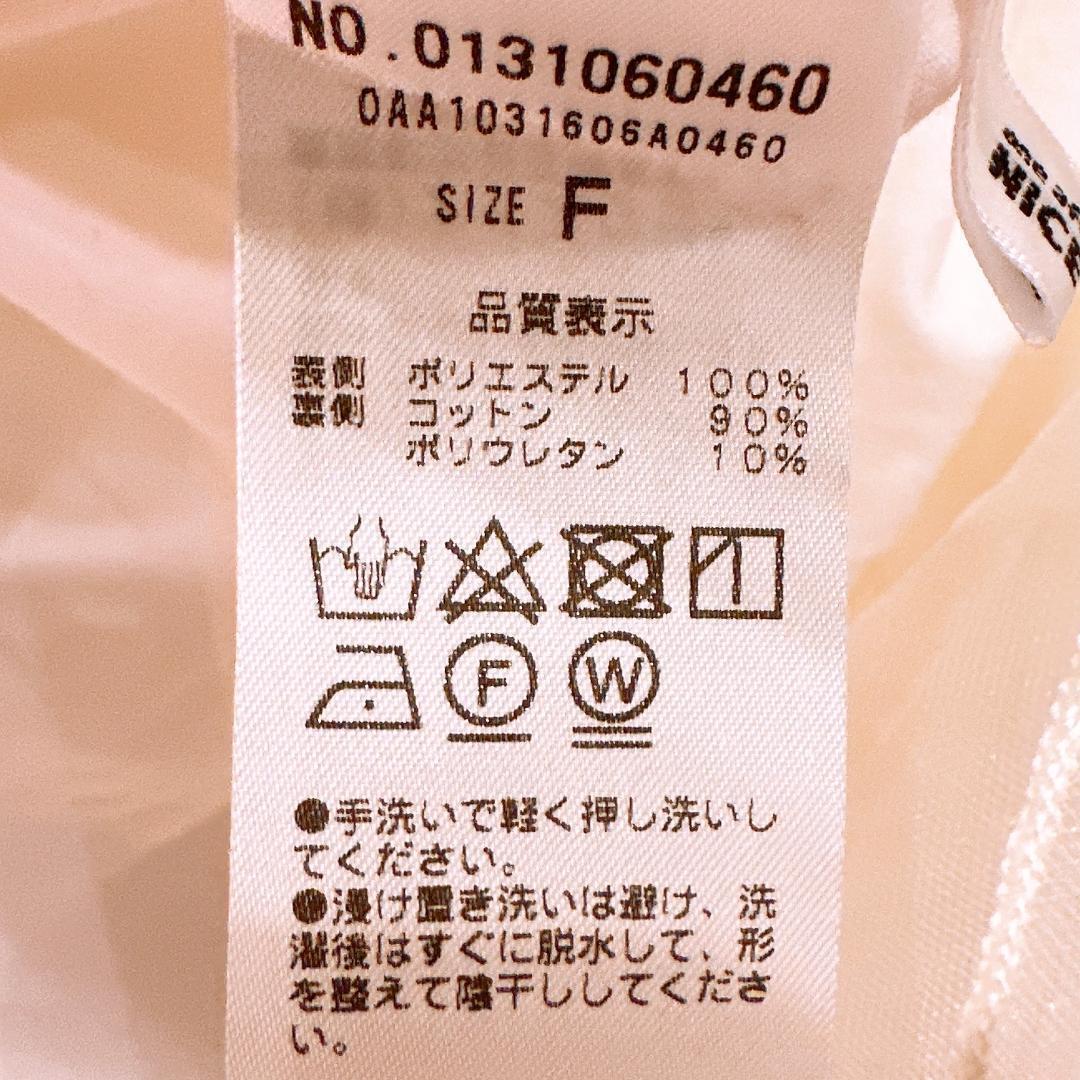 NO.0131060460
0AA1031606A0460
SIZE F
品質表示
表側 ポリエステル 100%
裏側 コットン 90%
ポリウレタン 10%
F W
●手洗いで軽く押し洗いし
てください。
●浸け置き洗いは避け、洗
濯後はすぐに脱水して、形
を整えて陰干ししてくださ
い。
NICE